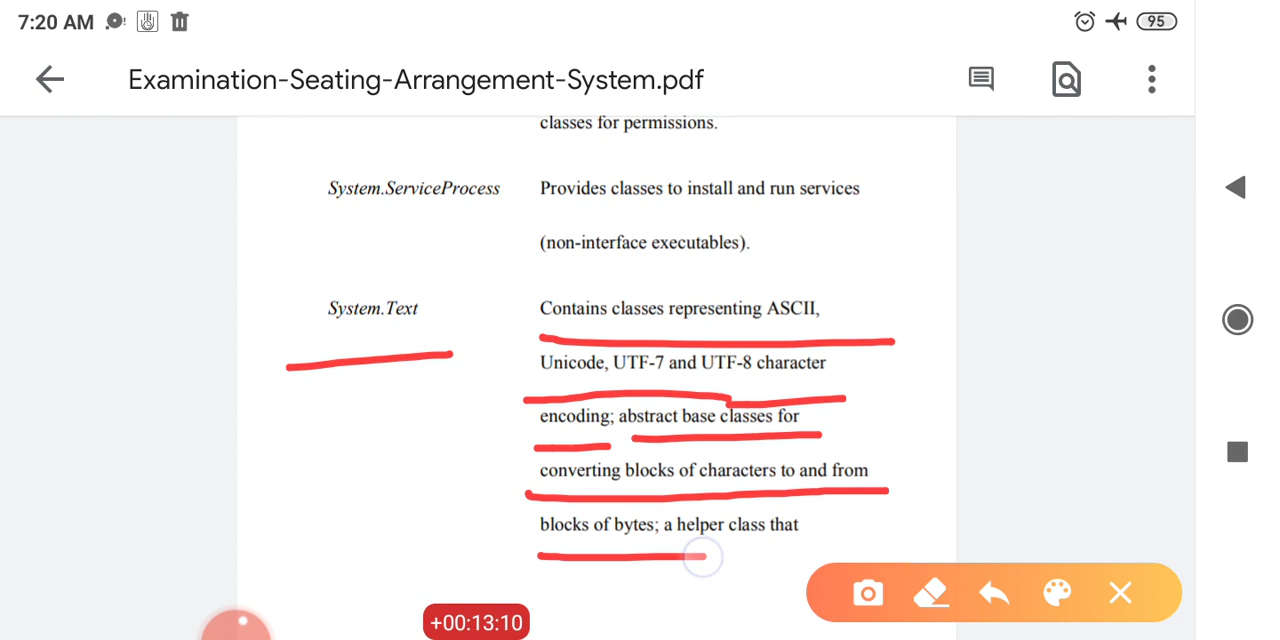 7:20 AM
95
Examination-Seating-Arrangement-System.pdf
classes for permissions.
System.ServiceProcess Provides classes to install and run services
(non-interface executables).
System.Text Contains classes representing ASCII,
Unicode, UTF-7 and UTF-8 character
encoding; abstract base classes for
converting blocks of characters to and from
blocks of bytes; a helper class that
+00:13:10